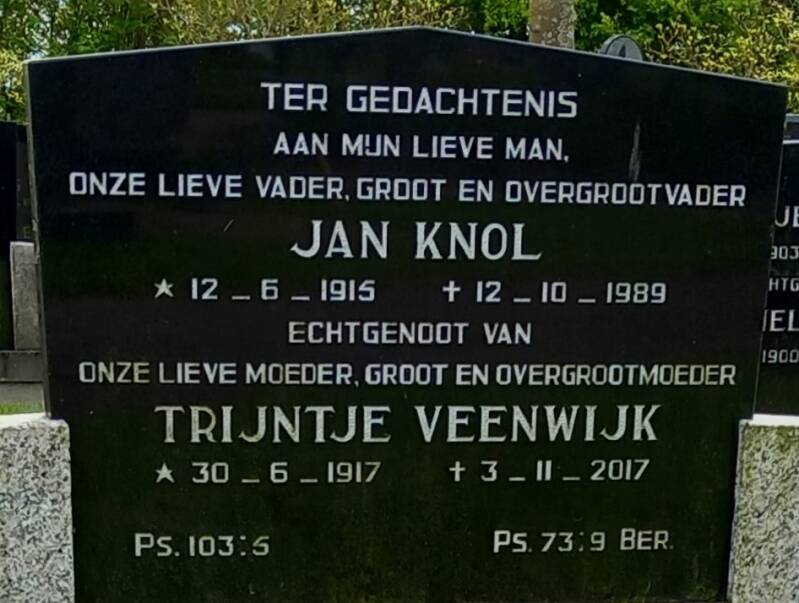 TER GEDACHTENIS
AAN MIJN LIEVE MAN,
ONZE LIEVE VADER, GROOT EN OVERGROOTVADER
JAN KNOL
★ 12 – 6 – 1915 ✝ 12 – 10 – 1989
ECHTGENOOT VAN
ONZE LIEVE MOEDER, GROOT EN OVERGROOTMOEDER
TRIJNTJE VEENWIJK
★ 30 – 6 – 1917 ✝ 3 – 11 – 2017
Ps. 103:6 Ps. 73:9 BER.